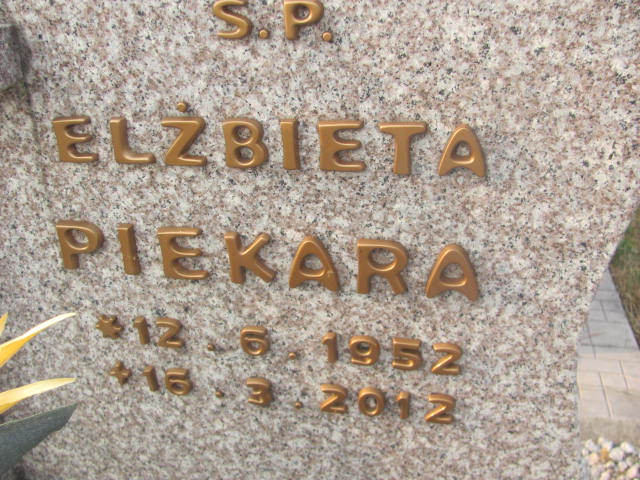 S.P.
ELŻBIETA
PIEKARA
* 12.6.1952
+ 16.3.2012